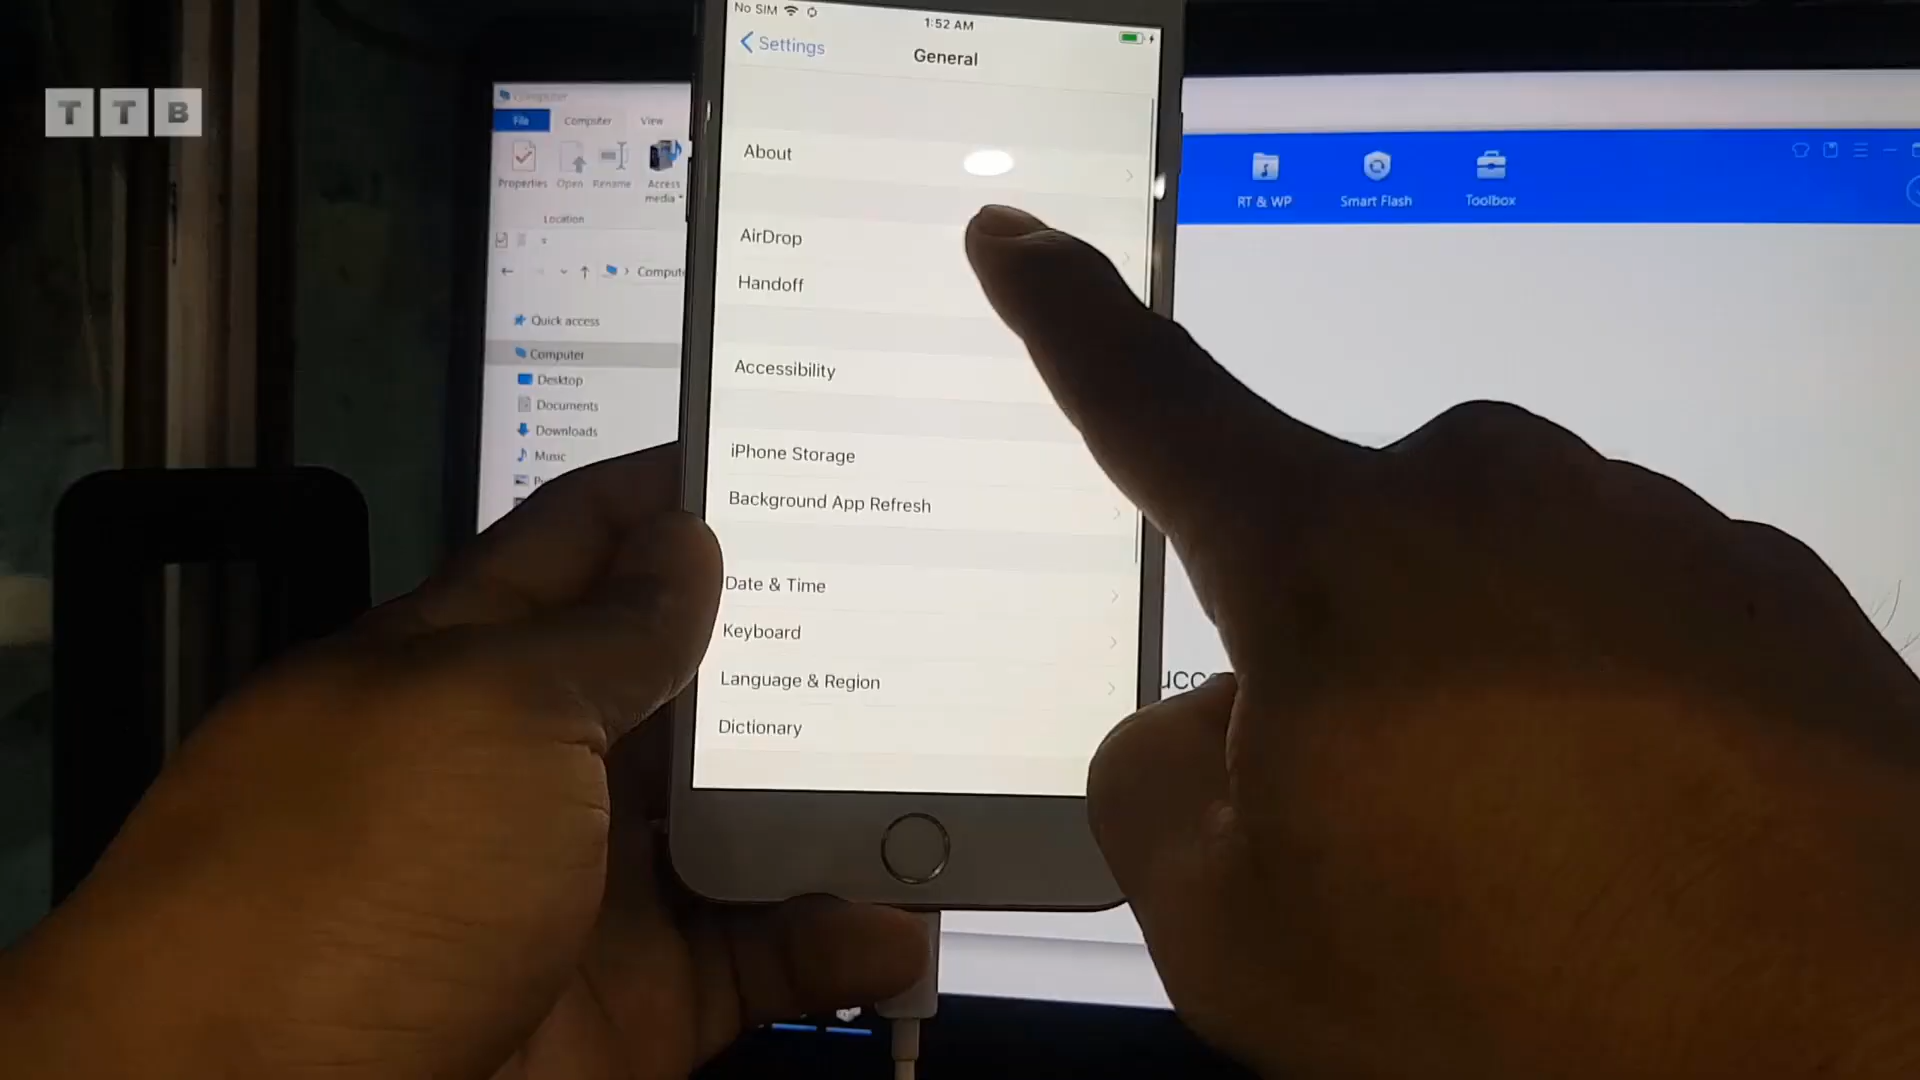 No SIM
1:52 AM
Settings
General
TTB
About
AirDrop
Handoff
Accessibility
iPhone Storage
Background App Refresh
Date & Time
Keyboard
Language & Region
Dictionary
Computer
File
Computer
View
Properties
Open
Rename
Access
media
Location
Quick access
Computer
Desktop
Documents
Downloads
Music
RT & WP
Smart Flash
Toolbox